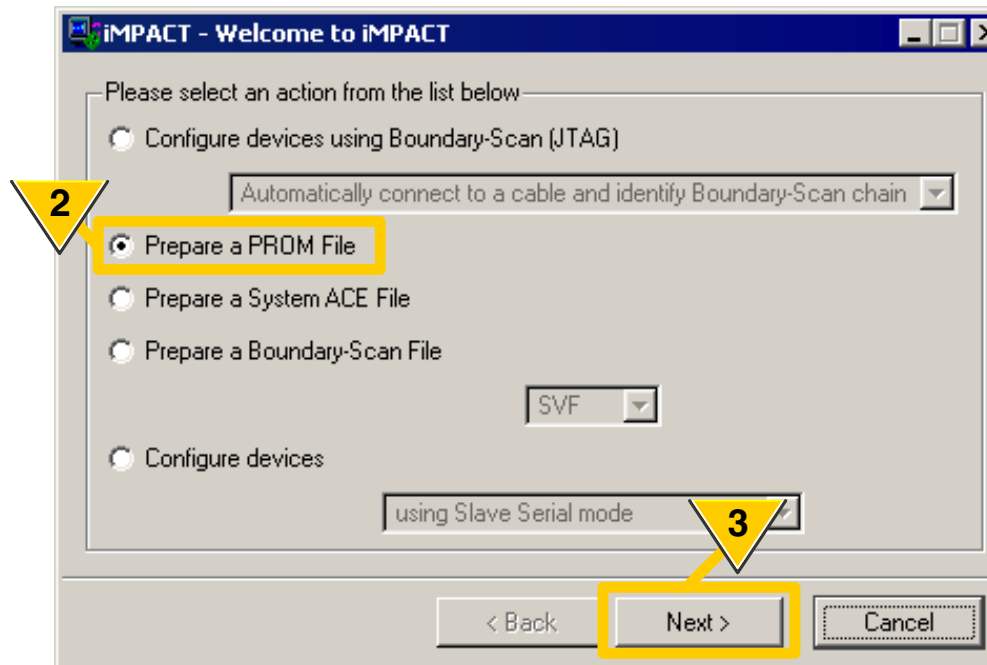 iMPACT - Welcome to iMPACT
Please select an action from the list below
Configure devices using Boundary-Scan (JTAG)
Automatically connect to a cable and identify Boundary-Scan chain
2
Prepare a PROM File
Prepare a System ACE File
Prepare a Boundary-Scan File
SVF
Configure devices
using Slave Serial mode
3
< Back
Next >
Cancel